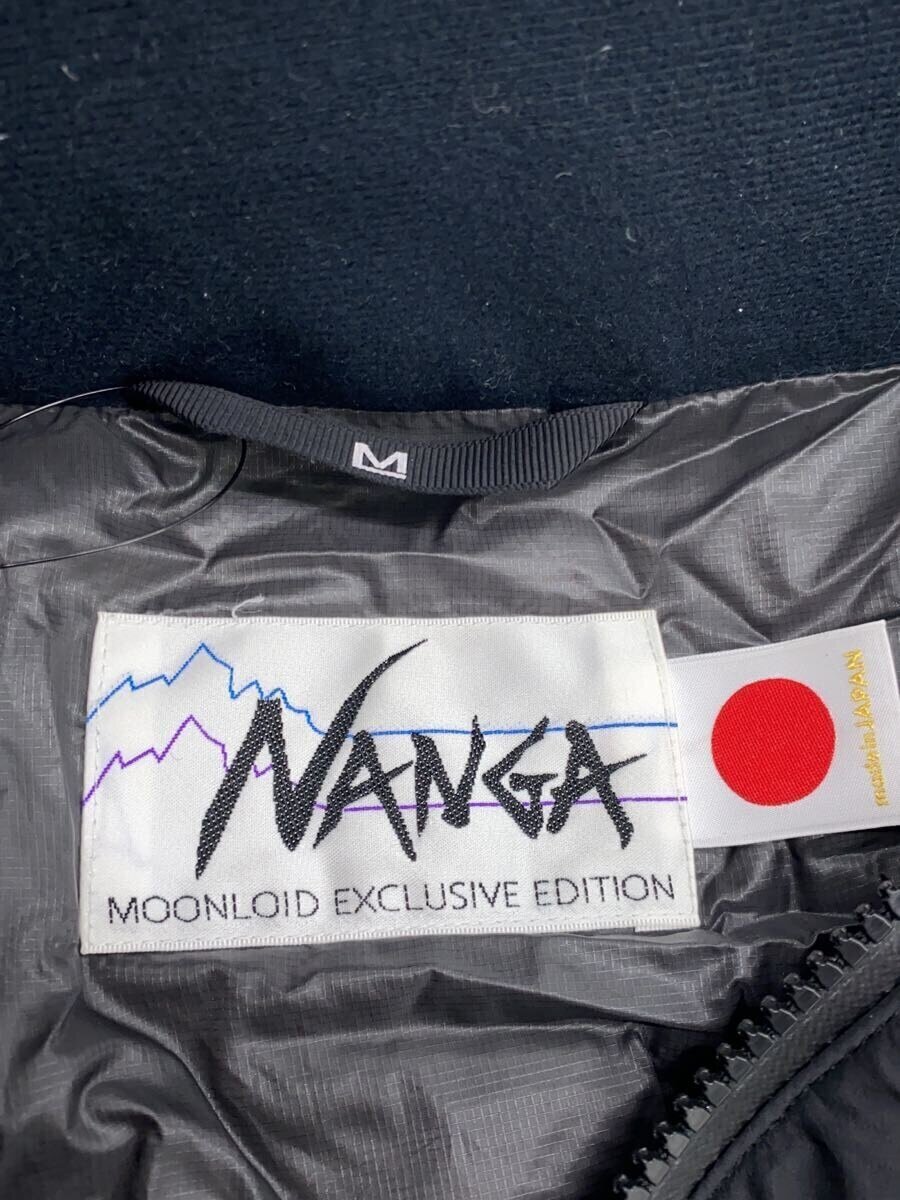 M
NANGA
MOONLOID EXCLUSIVE EDITION
made in JAPAN